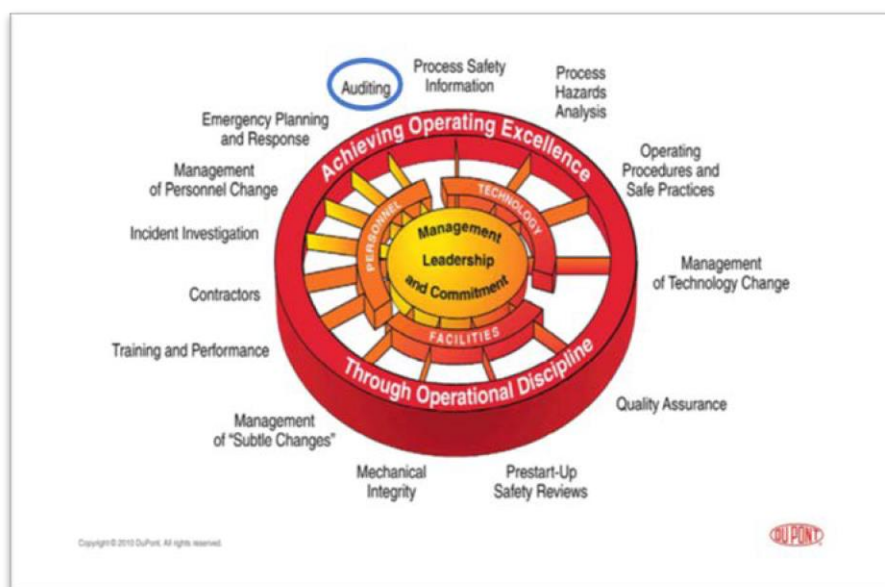 Auditing
Process Safety
Information
Process
Hazards
Analysis
Operating
Procedures and
Safe Practices
Management
of Technology Change
Quality Assurance
Prestart-Up
Safety Reviews
Mechanical
Integrity
Management
of “Subtle Changes”
Training and Performance
Contractors
Incident Investigation
Management
of Personnel Change
Emergency Planning
and Response
Achieving Operating Excellence
Through Operational Discipline
PERSONNEL
TECHNOLOGY
FACILITIES
Management
Leadership
and Commitment
Copyright © 2010 DuPont. All rights reserved.
DU PONT